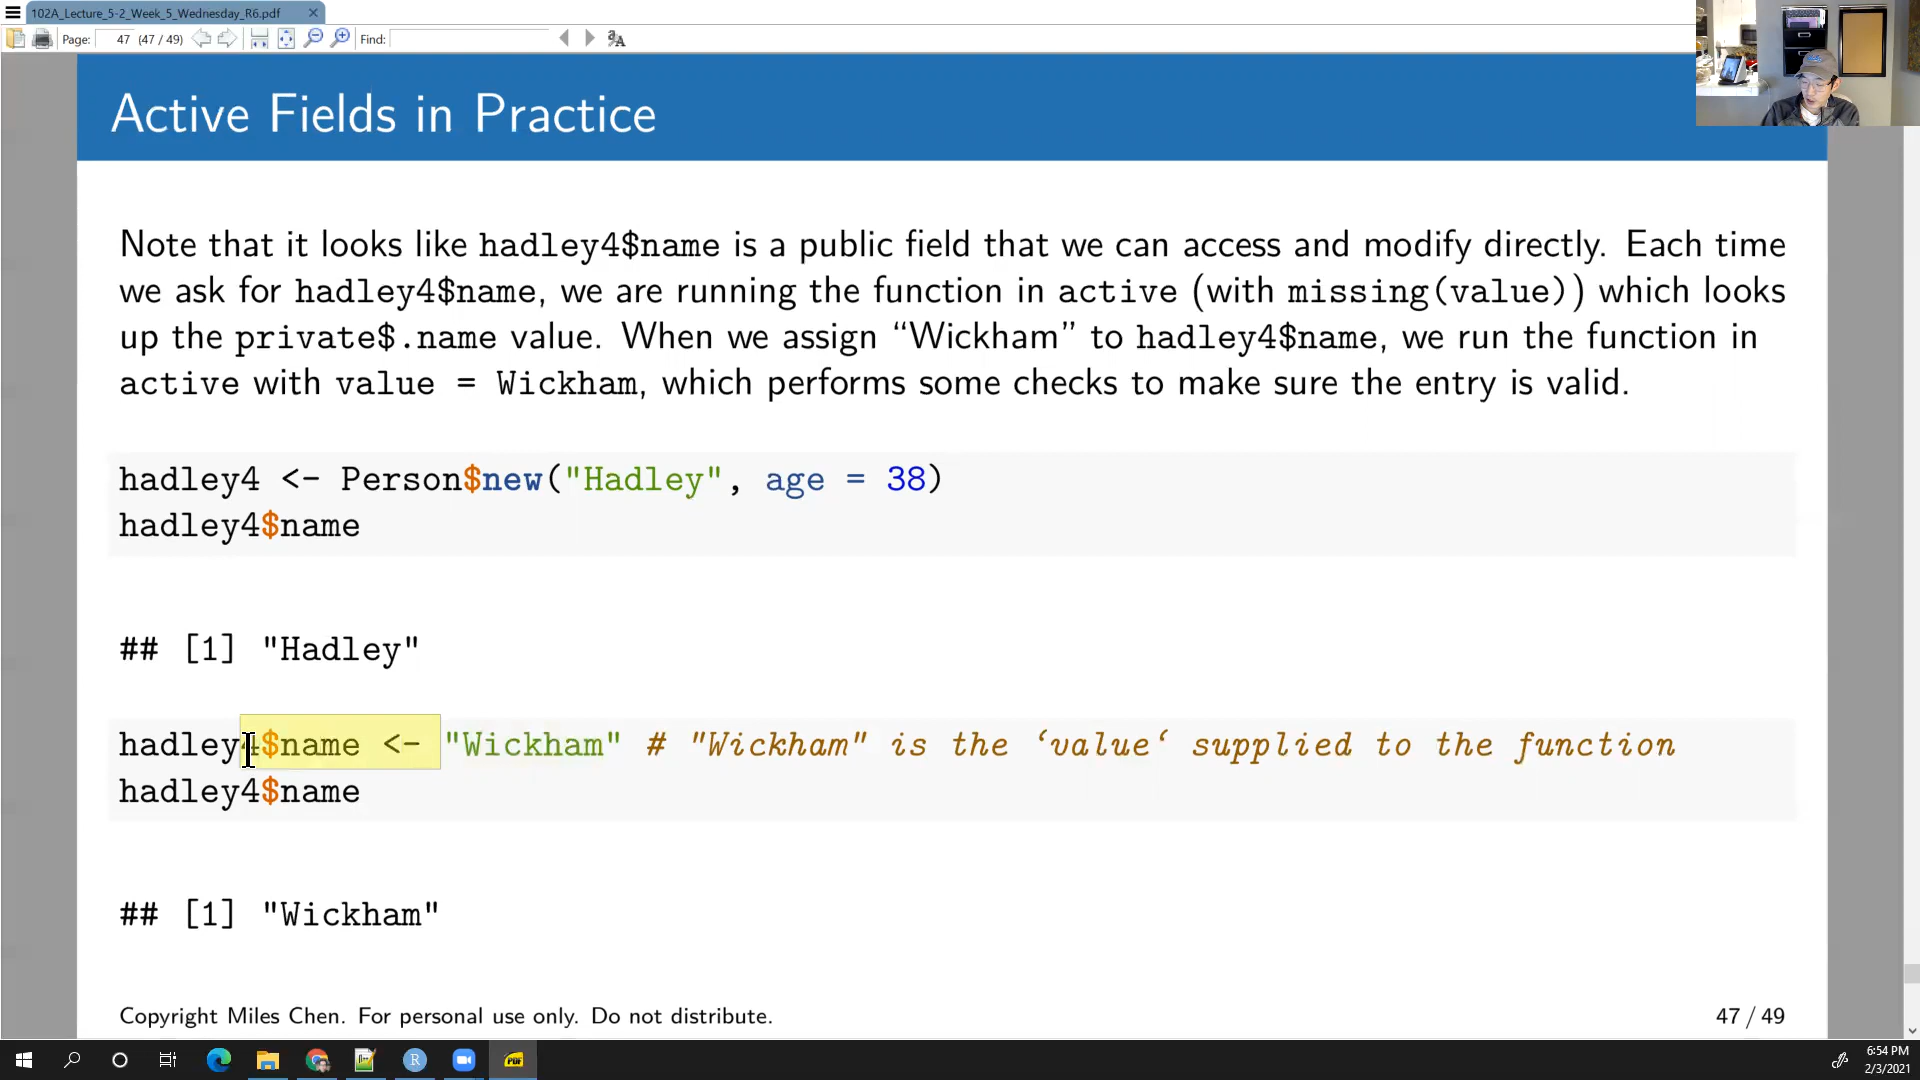 102A_Lecture_5-2_Week_5_Wednesday_R6.pdf
Page: 47 (47 / 49) Find:
Active Fields in Practice
Note that it looks like hadley4$name is a public field that we can access and modify directly. Each time
we ask for hadley4$name, we are running the function in active (with missing(value)) which looks
up the private$.name value. When we assign “Wickham” to hadley4$name, we run the function in
active with value = Wickham, which performs some checks to make sure the entry is valid.
hadley4 <- Person$new("Hadley", age = 38)
hadley4$name
## [1] "Hadley"
hadley4$name <- "Wickham" # "Wickham" is the ‘value‘ supplied to the function
hadley4$name
## [1] "Wickham"
Copyright Miles Chen. For personal use only. Do not distribute.
47 / 49
6:54 PM
2/3/2021